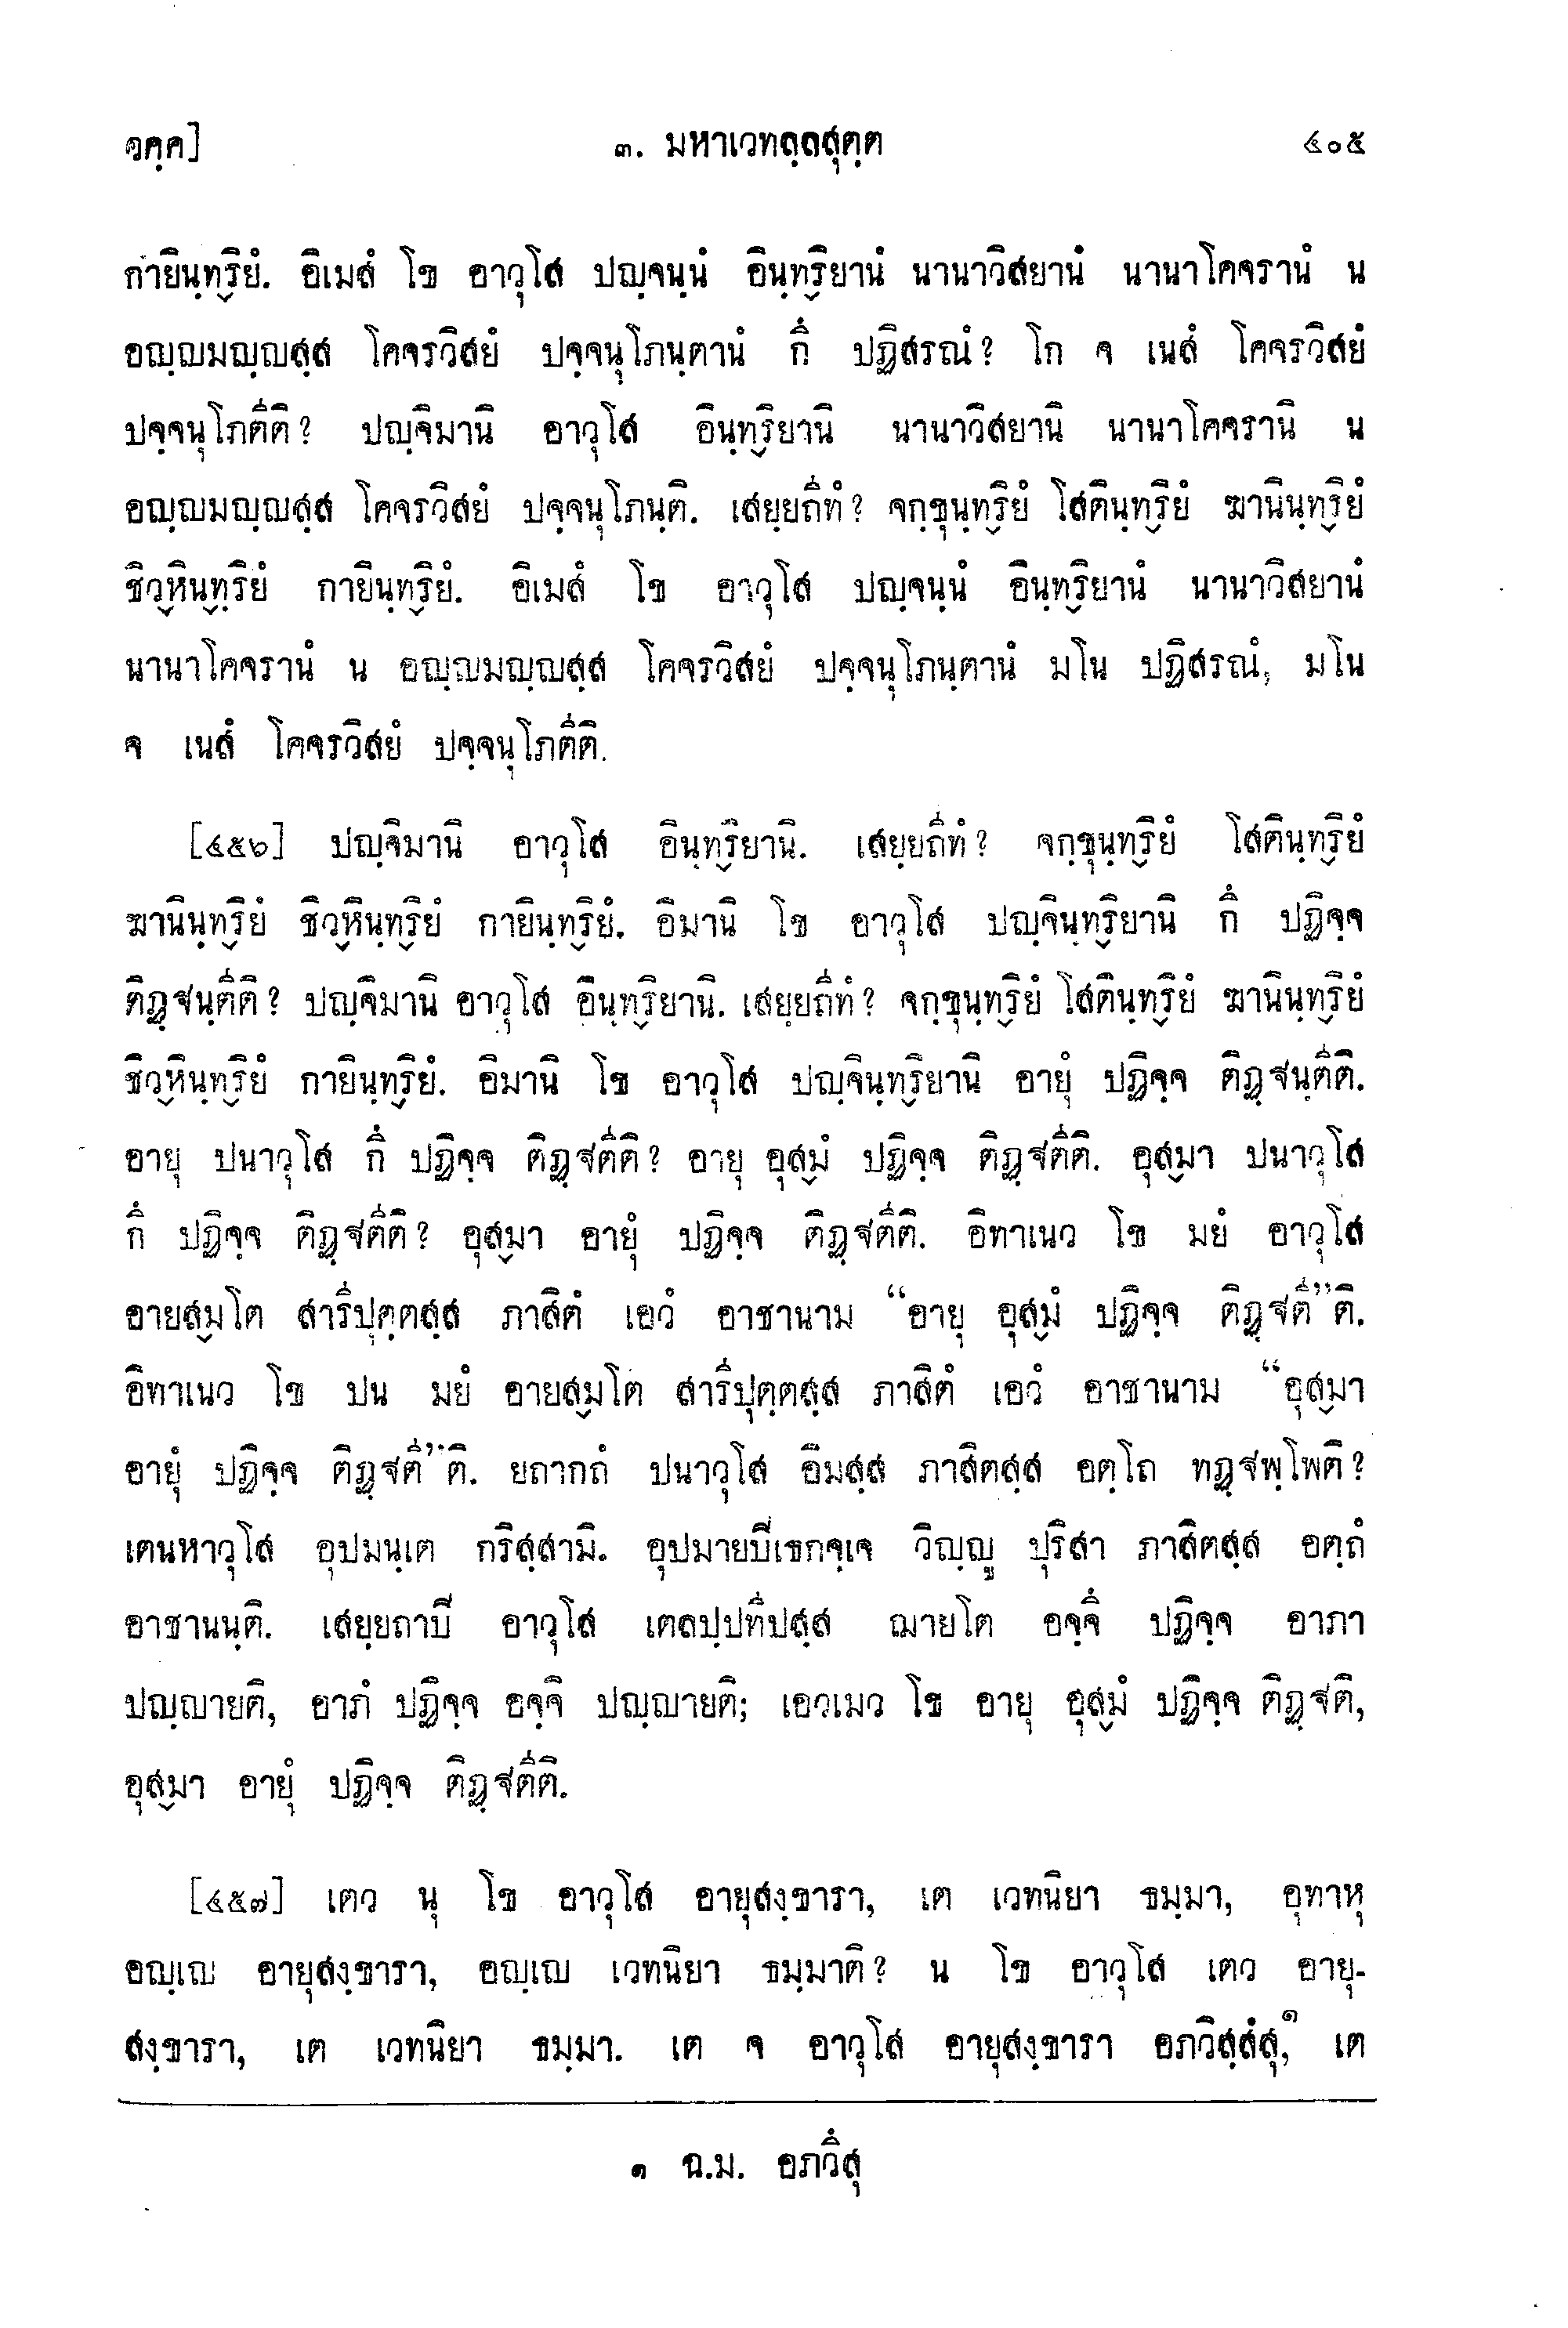 วคฺค]
๓. มหาเวทลฺลสุตฺต
๔๐๕
กายินฺทฺริยํ. อิเมสํ โข อาวุโส ปญฺจนฺนํ อินฺทฺริยานํ นานาวิสยานํ นานาโคจรานํ น
อญฺญมญฺญสฺส โคจรวิสยํ ปจฺจนุโภนฺตานํ กึ ปฏิสรณํ? โก จ เนสํ โคจรวิสยํ
ปจฺจนุโภตีติ? ปญฺจิมานิ อาวุโส อินฺทฺริยานิ นานาวิสยานิ นานาโคจรานิ น
อญฺญมญฺญสฺส โคจรวิสยํ ปจฺจนุโภนฺติ. เสยฺยถีทํ? จกฺขุนฺทฺริยํ โสตินฺทฺริยํ ฆานินฺทฺริยํ
ชิวฺหินฺทฺริยํ กายินฺทฺริยํ. อิเมสํ โข อาวุโส ปญฺจนฺนํ อินฺทฺริยานํ นานาวิสยานํ
นานาโคจรานํ น อญฺญมญฺญสฺส โคจรวิสยํ ปจฺจนุโภนฺตานํ มโน ปฏิสรณํ, มโน
จ เนสํ โคจรวิสยํ ปจฺจนุโภตีติ.
[๔๕๖] ปญฺจิมานิ อาวุโส อินฺทฺริยานิ. เสยฺยถีทํ? จกฺขุนฺทฺริยํ โสตินฺทฺริยํ
ฆานินฺทฺริยํ ชิวฺหินฺทฺริยํ กายินฺทฺริยํ. อิมานิ โข อาวุโส ปญฺจินฺทฺริยานิ กึ ปฏิจฺจ
ติฏฺฐนฺตีติ? ปญฺจิมานิ อาวุโส อินฺทฺริยานิ. เสยฺยถีทํ? จกฺขุนฺทฺริยํ โสตินฺทฺริยํ ฆานินฺทฺริยํ
ชิวฺหินฺทฺริยํ กายินฺทฺริยํ. อิมานิ โข อาวุโส ปญฺจินฺทฺริยานิ อายุํ ปฏิจฺจ ติฏฺฐนฺตีติ.
อายุ ปนาวุโส กึ ปฏิจฺจ ติฏฺฐตีติ? อายุ อุสฺมํ ปฏิจฺจ ติฏฺฐตีติ. อุสฺมา ปนาวุโส
กึ ปฏิจฺจ ติฏฺฐตีติ? อุสฺมา อายุํ ปฏิจฺจ ติฏฺฐตีติ. อิทาเนว โข มยํ อาวุโส
อายสฺมโต สารีปุตฺตสฺส ภาสิตํ เอวํ อาชานาม “อายุ อุสฺมํ ปฏิจฺจ ติฏฺฐตี”ติ.
อิทาเนว โข ปน มยํ อายสฺมโต สารีปุตฺตสฺส ภาสิตํ เอวํ อาชานาม “อุสฺมา
อายุํ ปฏิจฺจ ติฏฺฐตี”ติ. ยถากถํ ปนาวุโส อิมสฺส ภาสิตสฺส อตฺโถ ทฏฺฐพฺโพติ?
เตนหาวุโส อุปมนฺเต กริสฺสามิ. อุปมายปิเธกจฺเจ วิญฺญู ปุริสา ภาสิตสฺส อตฺถํ
อาชานนฺติ. เสยฺยถาปิ อาวุโส เตลปฺปทีปสฺส ฌายโต อจฺจึ ปฏิจฺจ อาภา
ปญฺญายติ, อาภํ ปฏิจฺจ อจฺจิ ปญฺญายติ; เอวเมว โข อายุ อุสฺมํ ปฏิจฺจ ติฏฺฐติ,
อุสฺมา อายุํ ปฏิจฺจ ติฏฺฐตีติ.
[๔๕๗] เตว นุ โข อาวุโส อายุสงฺขารา, เต เวทนิยา ธมฺมา, อุทาหุ
อญฺเญ อายุสงฺขารา, อญฺเญ เวทนิยา ธมฺมาติ? น โข อาวุโส เตว อายุ-
สงฺขารา, เต เวทนิยา ธมฺมา. เต จ อาวุโส อายุสงฺขารา อภวิสฺสํสุ,๑ เต
๑ ฉ.ม. อภวึสุ